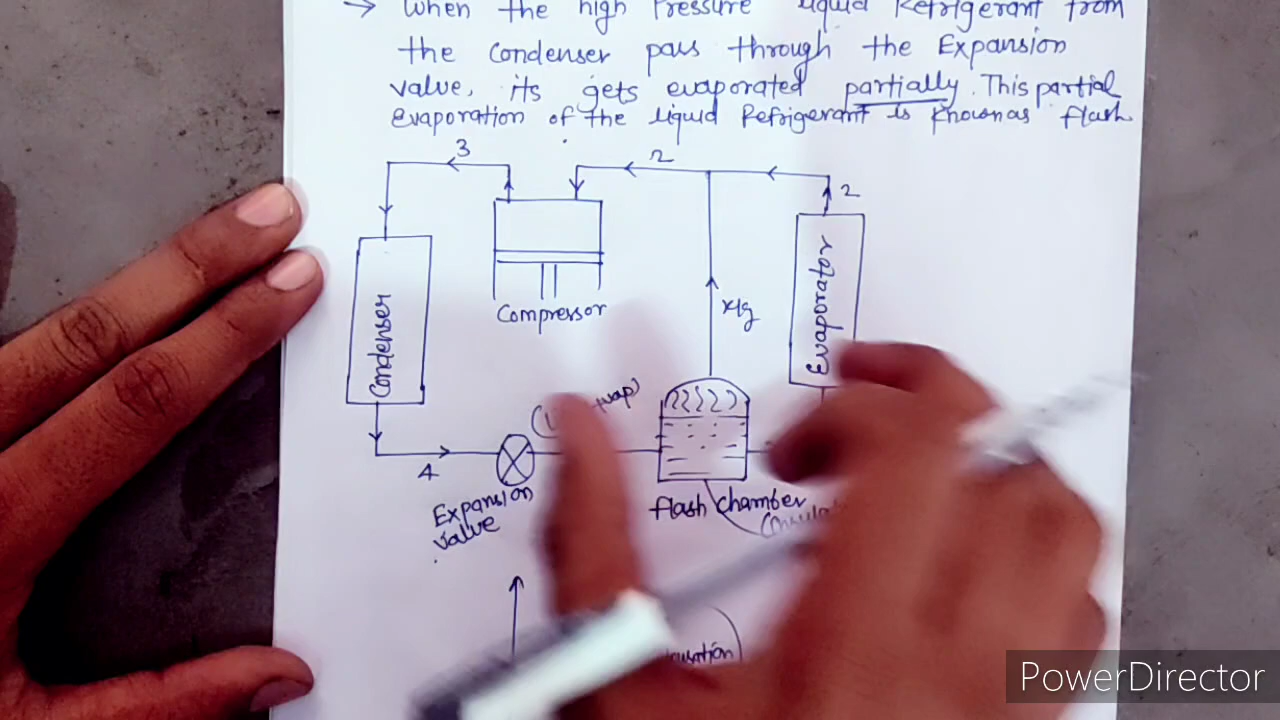 → When the high Pressure liquid Refrigerant from
the Condenser pass through the Expansion
valve, its gets evaporated partially. This partial
Evaporation of the liquid Refrigerant is known as flash
3
2
2
Condenser
Compressor
Evaporator
4
Expansion
valve
flash chamber
PowerDirector